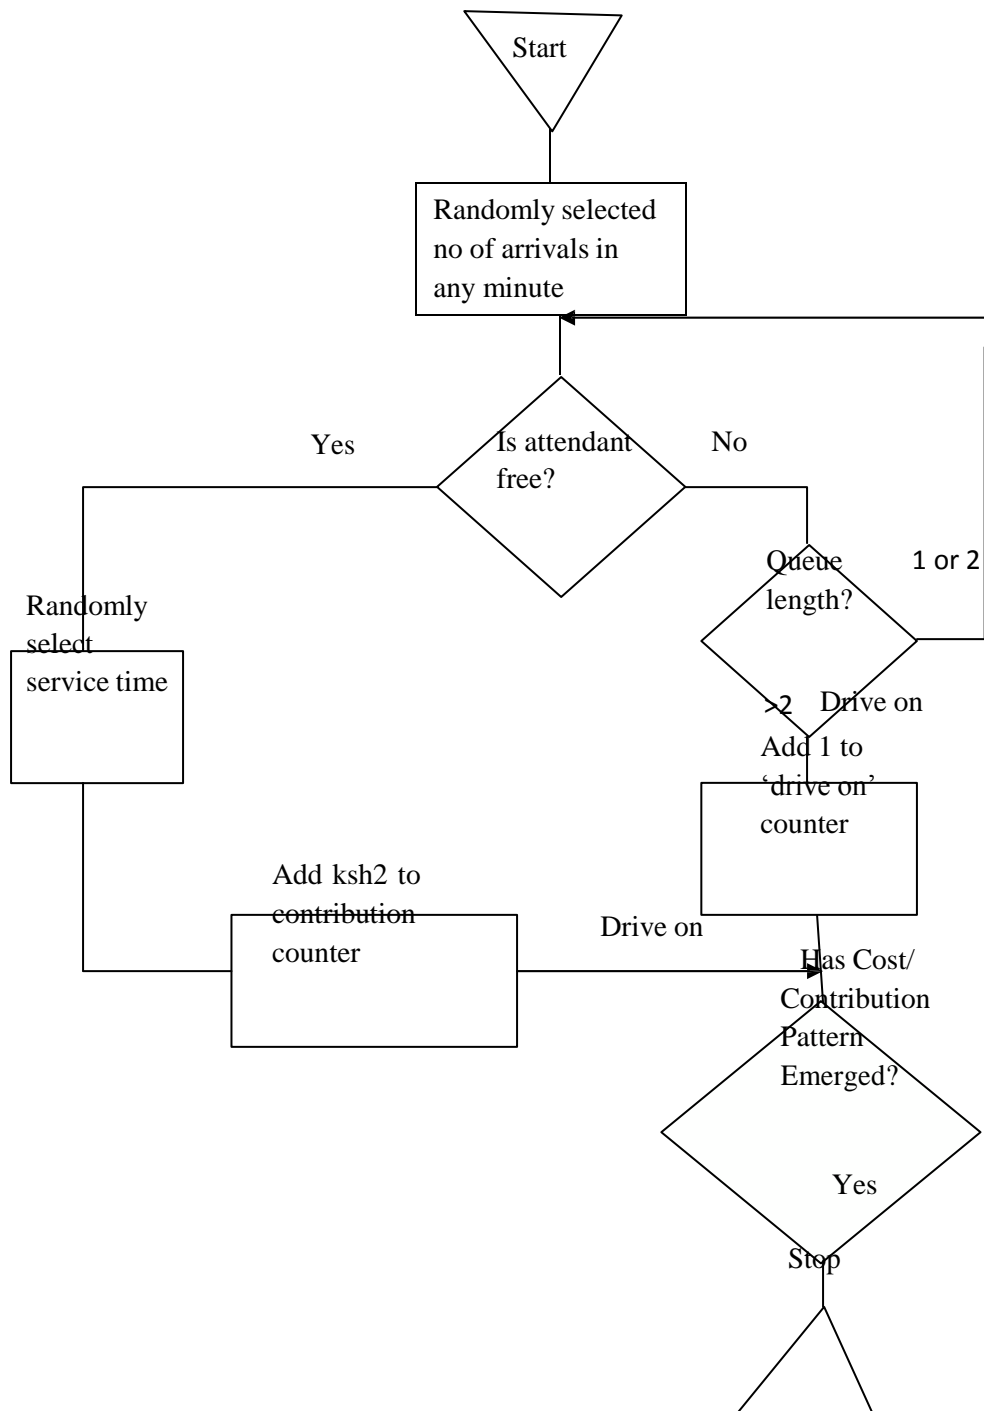 Start
Randomly selected
no of arrivals in
any minute
Is attendant
free?
Yes
No
Queue
length?
1 or 2
Randomly
select
service time
>2
Drive on
Add 1 to
‘drive on’
counter
Add ksh2 to
contribution
counter
Drive on
Has Cost/
Contribution
Pattern
Emerged?
Yes
Stop